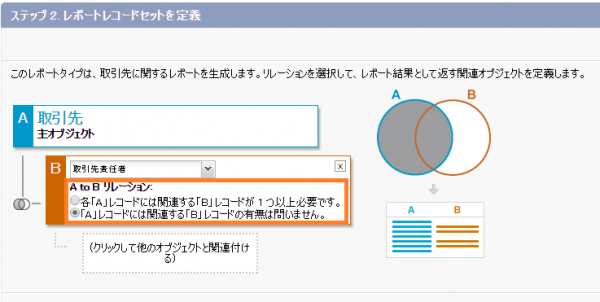 ステップ 2. レポートレコードセットを定義
このレポートタイプは、取引先に関するレポートを生成します。リレーションを選択して、レポート結果として返す関連オブジェクトを定義します。
A 取引先
主オブジェクト
B 取引先責任者 X
A to B リレーション:
各「A」レコードには関連する「B」レコードが 1 つ以上必要です。
「A」レコードには関連する「B」レコードの有無は問いません。
(クリックして他のオブジェクトと関連付け
る)
A B
A B